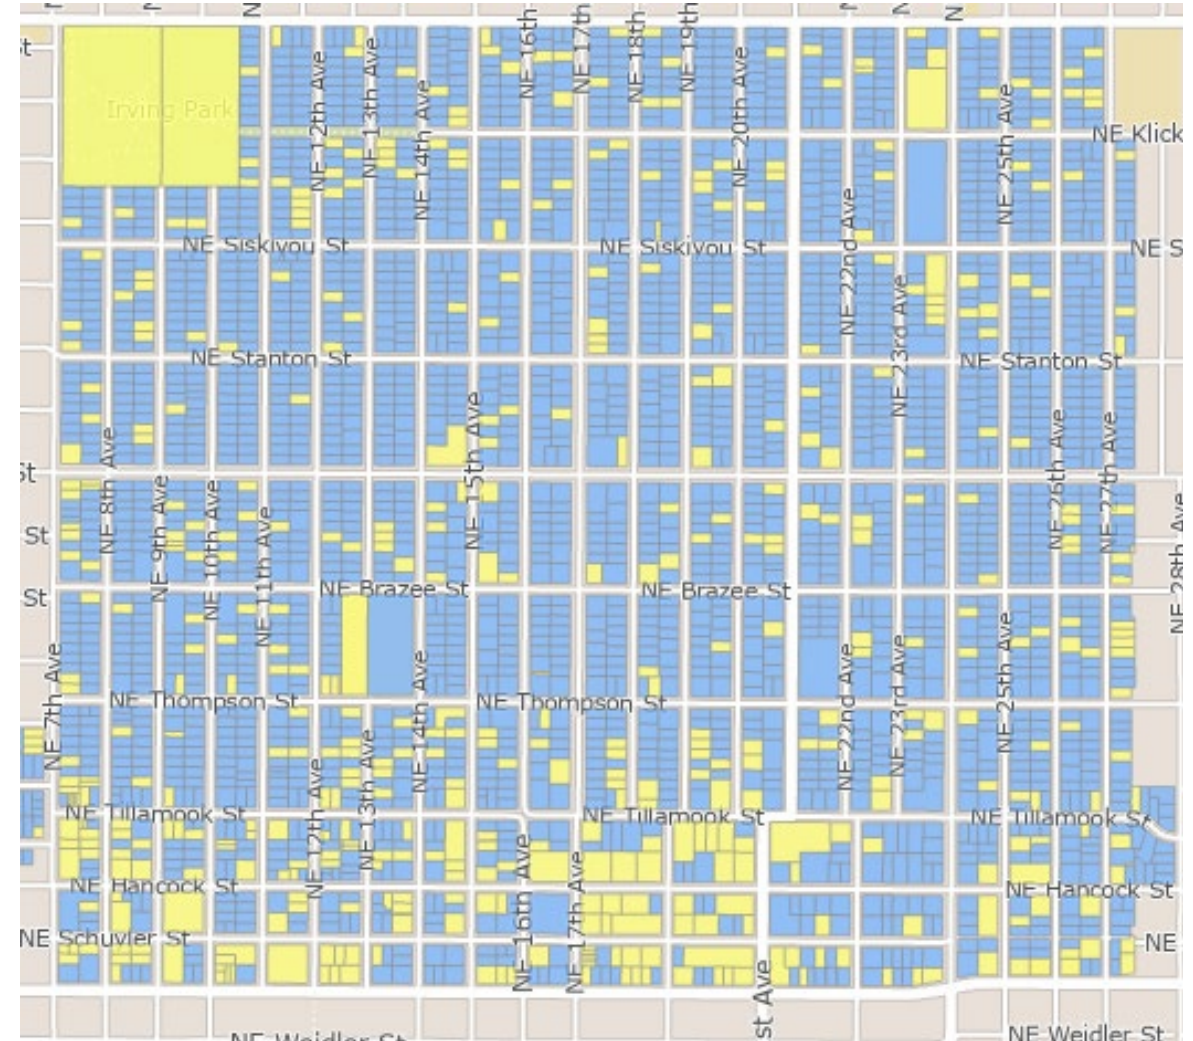 NE 16th
NE 17th
NE 18th
NE 19th
NE 12th Ave
NE 13th Ave
NE 14th Ave
NE 20th Ave
NE 25th Ave
Irving Park
NE Klick
NE 22nd Ave
NE Siskiyou St
NE Siskiyou St
NE S
NE 23rd Ave
NE Stanton St
NE Stanton St
NE 15th Ave
NE 26th Ave
NE 27th Ave
St
NE 8th Ave
NE 9th Ave
NE 10th Ave
NE 11th Ave
NE 28th Ave
St
NE Brazee St
NE Brazee St
St
NE 7th Ave
NE 14th Ave
NE 22nd Ave
NE 23rd Ave
NE 25th Ave
NE Thompson St
NE Thompson St
NE 12th Ave
NE 13th Ave
NE Tillamook St
NE Tillamook St
NE Tillamook St
NE 16th Ave
NE 17th Ave
NE Hancock St
NE Hancock St
NE Schuyler St
NE
st Ave
NE Weidler St
NE Weidler St